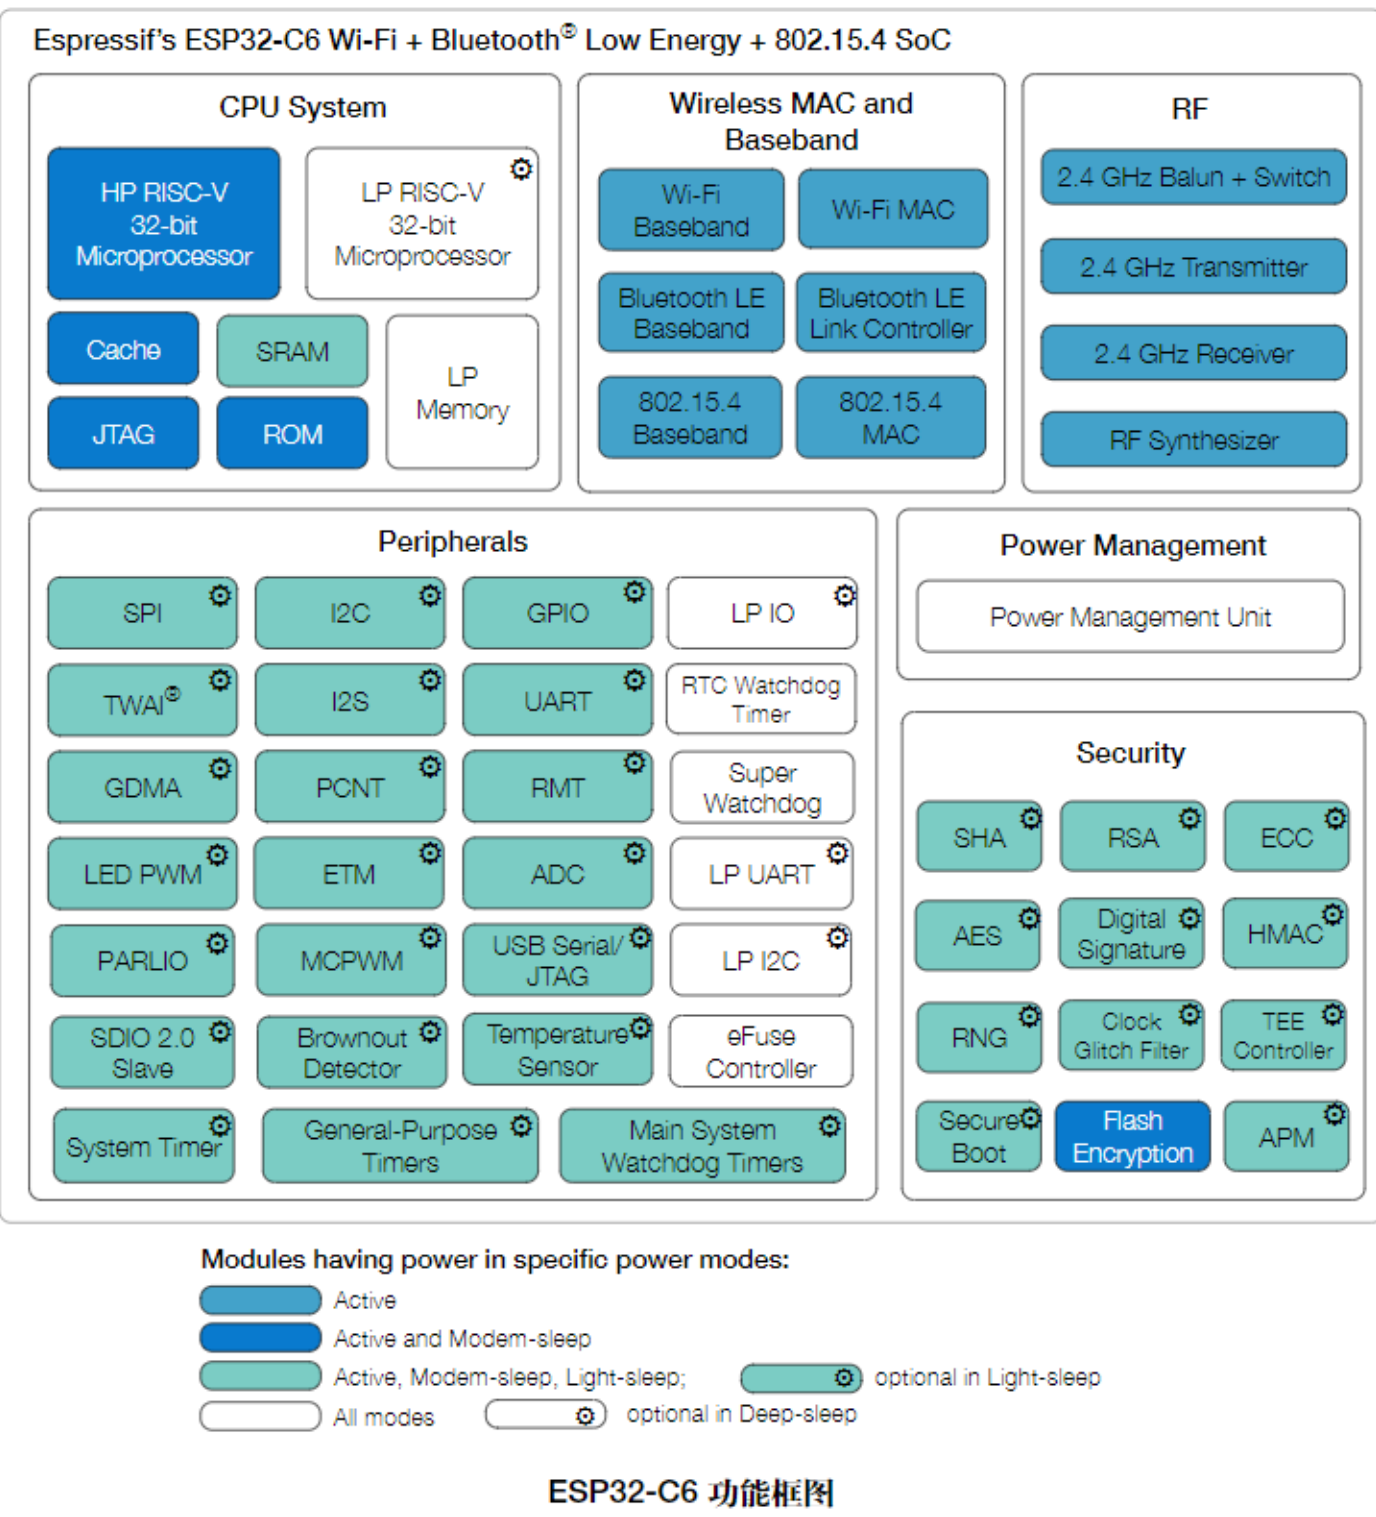 Espressif's ESP32-C6 Wi-Fi + Bluetooth® Low Energy + 802.15.4 SoC
CPU System
HP RISC-V
32-bit
Microprocessor
LP RISC-V
32-bit
Microprocessor
Cache
SRAM
LP
Memory
JTAG
ROM
Wireless MAC and
Baseband
Wi-Fi
Baseband
Wi-Fi MAC
Bluetooth LE
Baseband
Bluetooth LE
Link Controller
802.15.4
Baseband
802.15.4
MAC
RF
2.4 GHz Balun + Switch
2.4 GHz Transmitter
2.4 GHz Receiver
RF Synthesizer
Peripherals
SPI
I2C
GPIO
LP IO
TWAI®
I2S
UART
RTC Watchdog
Timer
GDMA
PCNT
RMT
Super
Watchdog
LED PWM
ETM
ADC
LP UART
PARLIO
MCPWM
USB Serial/
JTAG
LP I2C
SDIO 2.0
Slave
Brownout
Detector
Temperature
Sensor
eFuse
Controller
System Timer
General-Purpose
Timers
Main System
Watchdog Timers
Power Management
Power Management Unit
Security
SHA
RSA
ECC
AES
Digital
Signature
HMAC
RNG
Clock
Glitch Filter
TEE
Controller
Secure
Boot
Flash
Encryption
APM
Modules having power in specific power modes:
Active
Active and Modem-sleep
Active, Modem-sleep, Light-sleep;
optional in Light-sleep
All modes
optional in Deep-sleep
ESP32-C6 功能框图